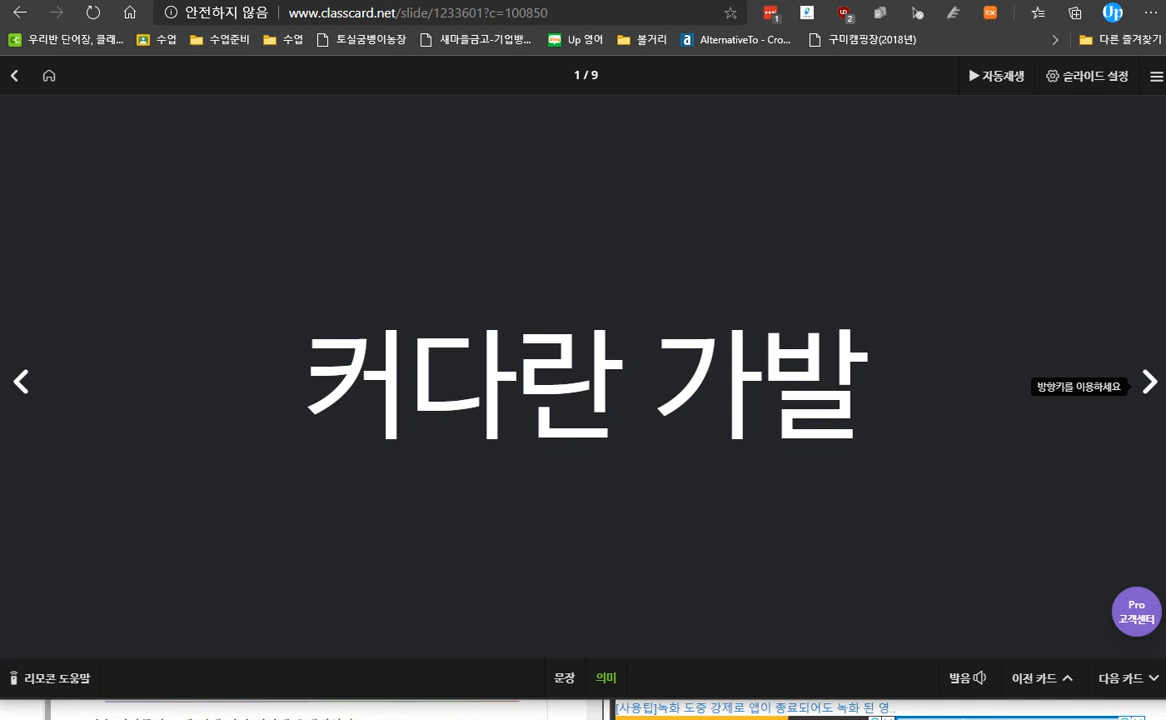 안전하지 않음 | www.classcard.net/slide/1233601?c=100850
우리반 단어장, 클래... 수업 수업준비 수업 토실굼벵이농장 새마을금고-기업뱅... Up 영어 볼거리 AlternativeTo - Cro... 구미캠핑장(2018년) 다른 즐겨찾기
1 / 9 자동재생 슬라이드 설정
커다란 가발
방향키를 이용하세요
Pro
고객센터
리모콘 도움말 문장 의미 발음 이전 카드 다음 카드
[사용팁]녹화 도중 강제로 앱이 종료되어도 녹화 된 영..